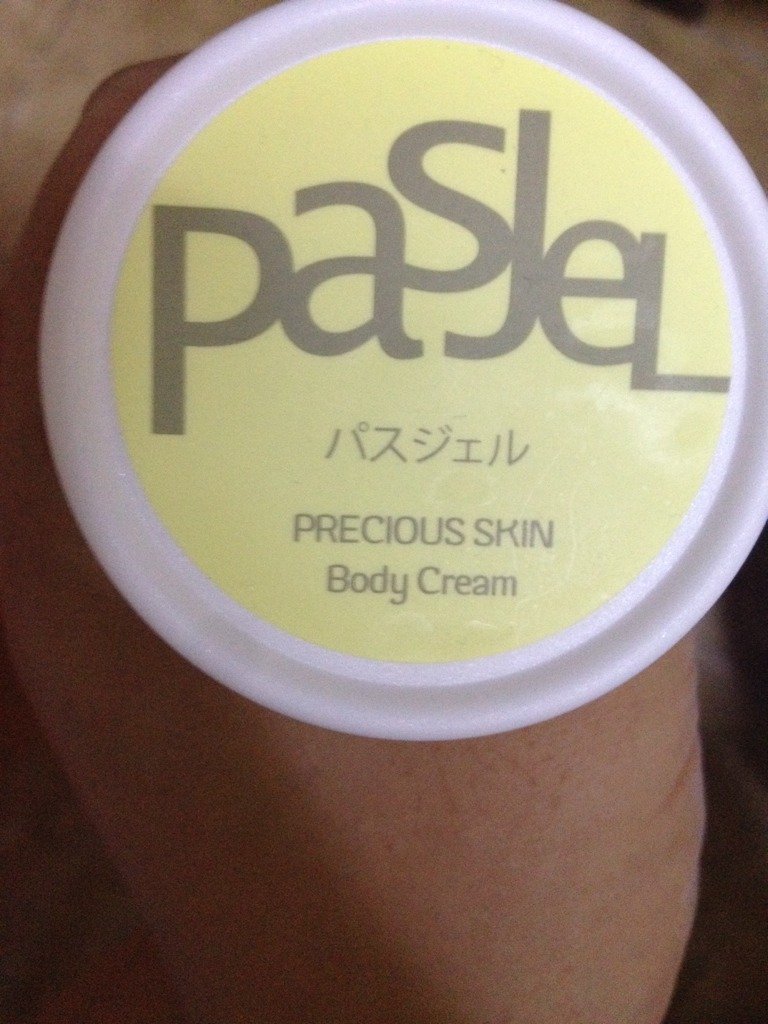 PaSJeL
パスジェル
PRECIOUS SKIN
Body Cream